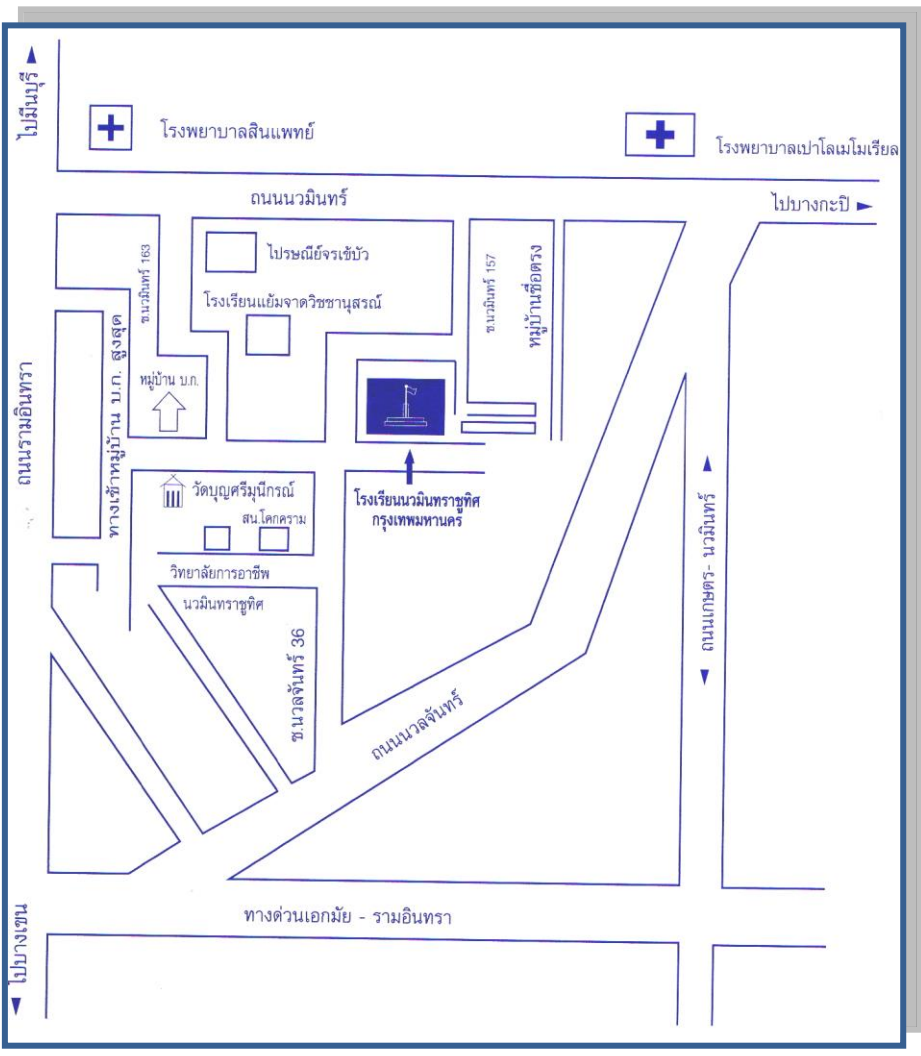 ไปมีนบุรี
โรงพยาบาลสินแพทย์
โรงพยาบาลเปาโลเมโมเรียล
ถนนนวมินทร์
ไปบางกะปิ
ซ.นวมินทร์ 163
ไปรษณีย์จรเข้บัว
ซ.นวมินทร์ 157
หมู่บ้านซื่อตรง
โรงเรียนแย้มจาดวิชชานุสรณ์
ถนนรามอินทรา
ทางเข้าหมู่บ้าน บ.ก. สูงสุด
หมู่บ้าน บ.ก.
วัดบุญศรีมุนีกรณ์
สน.โคกคราม
โรงเรียนนวมินทราชูทิศ
กรุงเทพมหานคร
ถนนเกษตร- นวมินทร์
วิทยาลัยการอาชีพ
นวมินทราชูทิศ
ซ.นวลจันทร์ 36
ถนนนวลจันทร์
ทางด่วนเอกมัย - รามอินทรา
ไปบางเขน